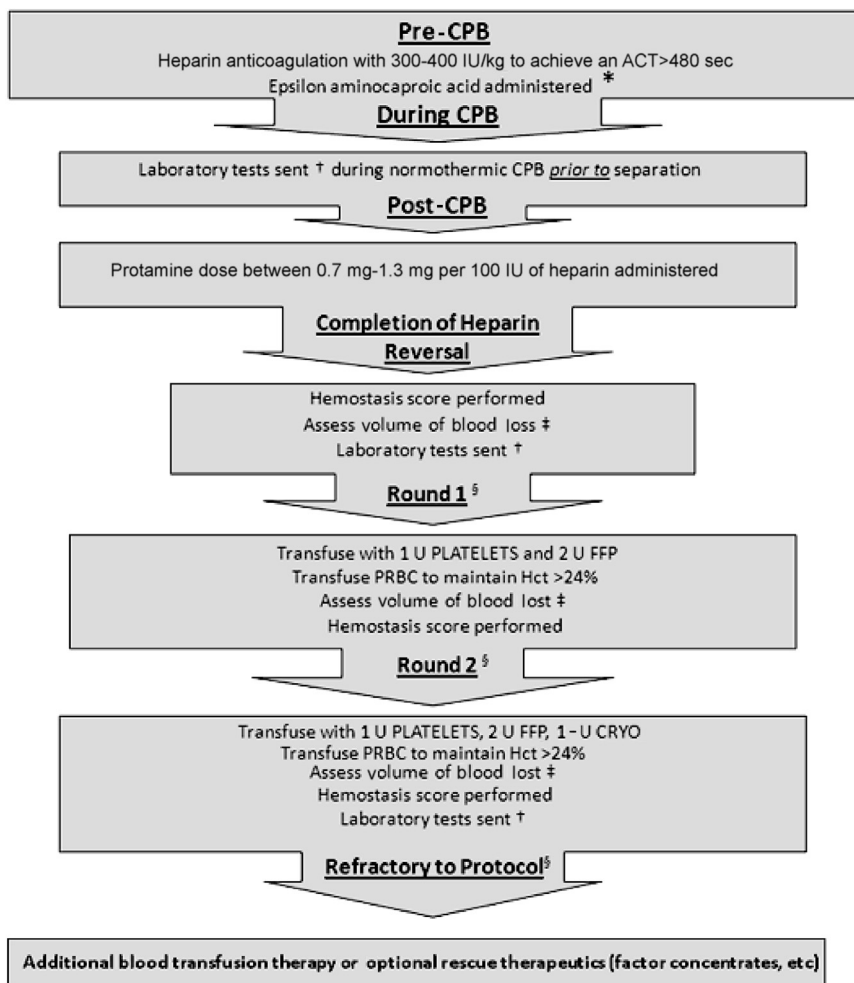 Pre-CPB
Heparin anticoagulation with 300-400 IU/kg to achieve an ACT>480 sec
Epsilon aminocaproic acid administered *
During CPB
Laboratory tests sent † during normothermic CPB prior to separation
Post-CPB
Protamine dose between 0.7 mg-1.3 mg per 100 IU of heparin administered
Completion of Heparin
Reversal
Hemostasis score performed
Assess volume of blood loss ‡
Laboratory tests sent †
Round 1 §
Transfuse with 1 U PLATELETS and 2 U FFP
Transfuse PRBC to maintain Hct >24%
Assess volume of blood lost ‡
Hemostasis score performed
Round 2 §
Transfuse with 1 U PLATELETS, 2 U FFP, 1-U CRYO
Transfuse PRBC to maintain Hct >24%
Assess volume of blood lost ‡
Hemostasis score performed
Laboratory tests sent †
Refractory to Protocol§
Additional blood transfusion therapy or optional rescue therapeutics (factor concentrates, etc)